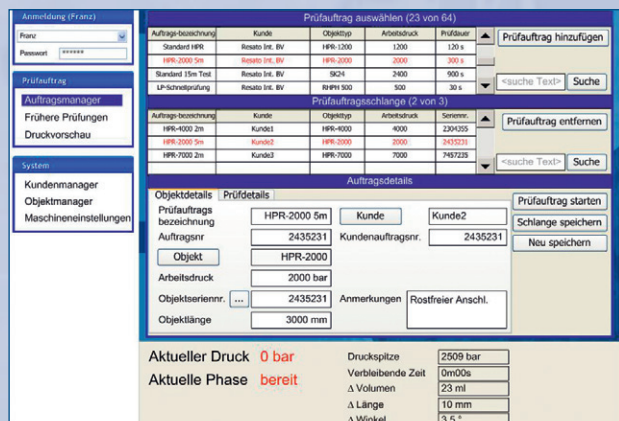 Anmeldung (Franz)
Franz
Passwort ******
Prüfauftrag
Auftragsmanager
Frühere Prüfungen
Druckvorschau
System
Kundenmanager
Objektmanager
Maschineneinstellungen
Prüfauftrag auswählen (23 von 64)
Auftrags-bezeichnung Kunde Objekttyp Arbeitsdruck Prüfdauer
Standard HPR Resato Int. BV HPR-1200 1200 120 s
HPR-2000 5m Resato Int. BV HPR-2000 2000 300 s
Standard 15m Test Resato Int. BV SK24 2400 900 s
LP-Schnellprüfung Resato Int. BV RHPH 500 500 30 s
Prüfauftrag hinzufügen
<suche Text> Suche
Prüfauftragsschlange (2 von 3)
Auftrags-bezeichnung Kunde Objekttyp Arbeitsdruck Seriennr.
HPR-4000 2m Kunde1 HPR-4000 4000 2304355
HPR-2000 5m Kunde2 HPR-2000 2000 2435231
HPR-7000 2m Kunde3 HPR-7000 7000 7457235
Prüfauftrag entfernen
<suche Text> Suche
Auftragsdetails
Objektdetails Prüfdetails
Prüfauftrags
bezeichnung HPR-2000 5m Kunde Kunde2
Auftragsnr 2435231 Kundenauftragsnr. 2435231
Objekt HPR-2000
Arbeitsdruck 2000 bar
Objektseriennr. ... 2435231 Anmerkungen Rostfreier Anschl.
Objektlänge 3000 mm
Prüfauftrag starten
Schlange speichern
Neu speichern
Aktueller Druck 0 bar
Aktuelle Phase bereit
Druckspitze 2509 bar
Verbleibende Zeit 0m00s
Δ Volumen 23 ml
Δ Länge 10 mm
Δ Winkel 3,5 °